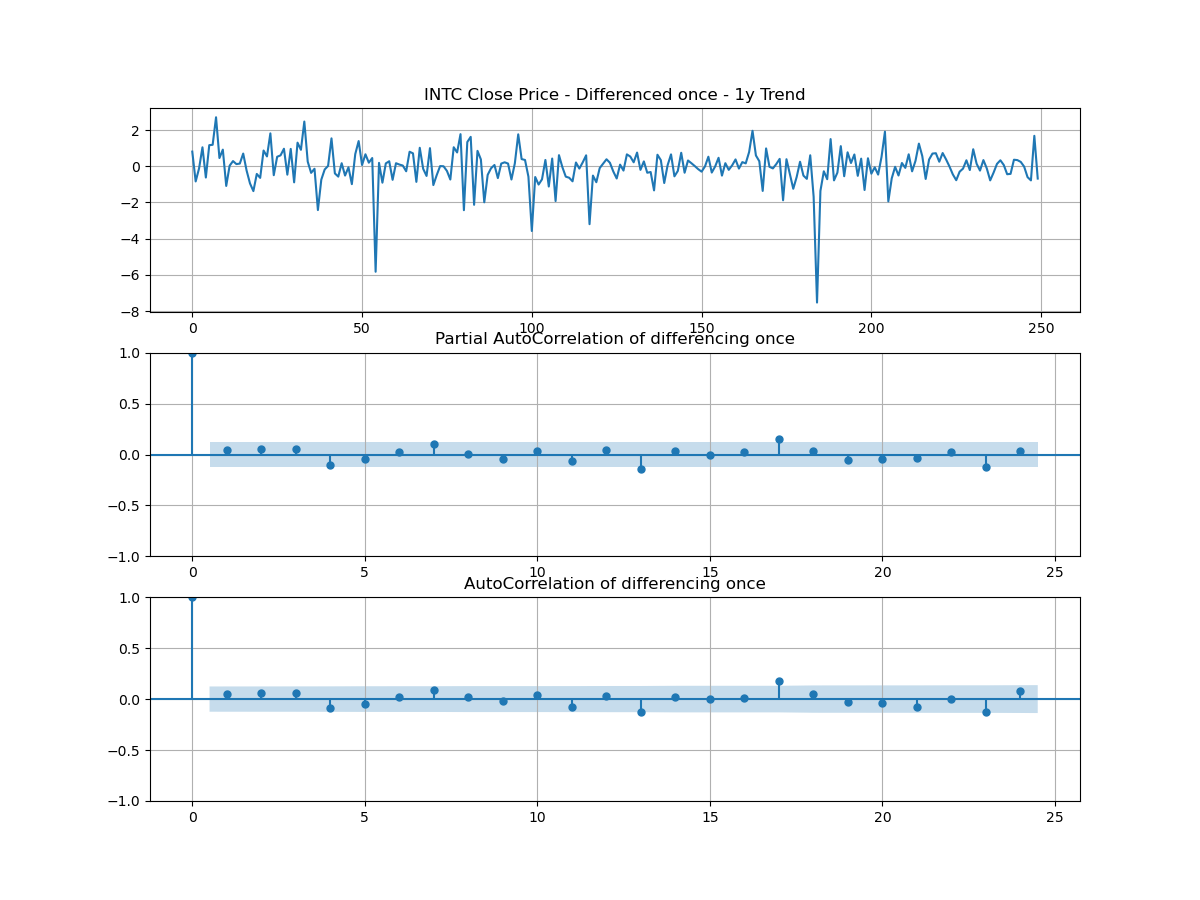 INTC Close Price - Differenced once - 1y Trend
2
0
−2
−4
−6
−8
0 50 100 150 200 250
Partial AutoCorrelation of differencing once
1.0
0.5
0.0
−0.5
−1.0
0 5 10 15 20 25
AutoCorrelation of differencing once
1.0
0.5
0.0
−0.5
−1.0
0 5 10 15 20 25